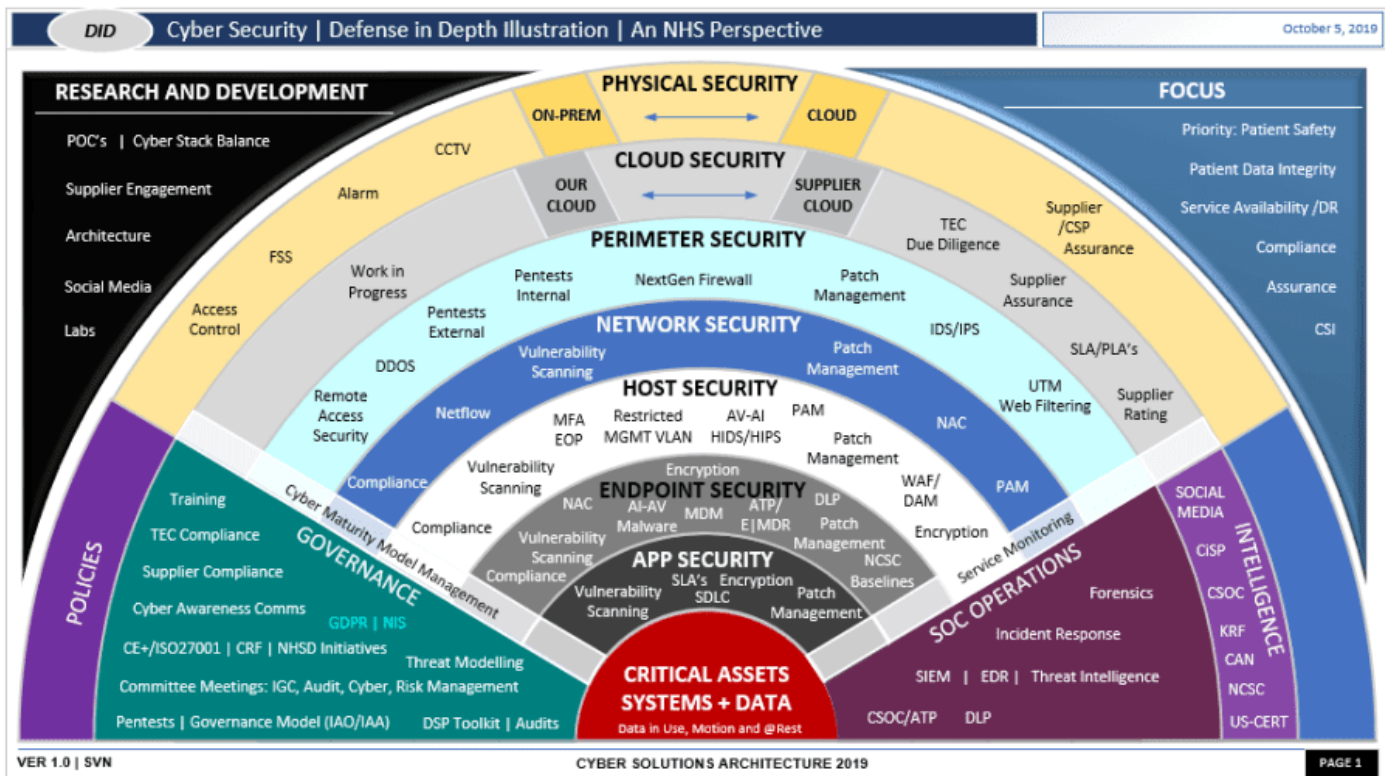 DID
Cyber Security | Defense in Depth Illustration | An NHS Perspective
October 5, 2019
RESEARCH AND DEVELOPMENT
POC's | Cyber Stack Balance
Supplier Engagement
Architecture
Social Media
Labs
FOCUS
Priority: Patient Safety
Patient Data Integrity
Service Availability /DR
Compliance
Assurance
CSI
PHYSICAL SECURITY
ON-PREM
CLOUD
CCTV
Alarm
FSS
Access
Control
Supplier
/CSP
Assurance
CLOUD SECURITY
OUR
CLOUD
SUPPLIER
CLOUD
Work in
Progress
TEC
Due Diligence
Supplier
Assurance
SLA/PLA's
Supplier
Rating
PERIMETER SECURITY
Pentests
Internal
NextGen Firewall
Patch
Management
Pentests
External
IDS/IPS
DDOS
UTM
Web Filtering
Remote
Access
Security
NETWORK SECURITY
Vulnerability
Scanning
Patch
Management
Netflow
NAC
Compliance
PAM
HOST SECURITY
MFA
EOP
Restricted
MGMT VLAN
AV-AI
HIDS/HIPS
PAM
Patch
Management
Vulnerability
Scanning
WAF/
DAM
Compliance
Encryption
Encryption
ENDPOINT SECURITY
NAC
AI-AV
Malware
MDM
ATP/
E|MDR
DLP
Patch
Management
Vulnerability
Scanning
Compliance
NCSC
Baselines
APP SECURITY
Vulnerability
Scanning
SLA's
SDLC
Encryption
Patch
Management
CRITICAL ASSETS
SYSTEMS + DATA
Data in Use, Motion and @Rest
Cyber Maturity Model Management
Service Monitoring
POLICIES
GOVERNANCE
Training
TEC Compliance
Supplier Compliance
Cyber Awareness Comms
GDPR | NIS
CE+/ISO27001 | CRF | NHSD Initiatives
Threat Modelling
Committee Meetings: IGC, Audit, Cyber, Risk Management
Pentests | Governance Model (IAO/IAA)
DSP Toolkit | Audits
SOC OPERATIONS
Forensics
Incident Response
SIEM | EDR | Threat Intelligence
CSOC/ATP
DLP
INTELLIGENCE
SOCIAL
MEDIA
CiSP
CSOC
KRF
CAN
NCSC
US-CERT
VER 1.0 | SVN
CYBER SOLUTIONS ARCHITECTURE 2019
PAGE 1